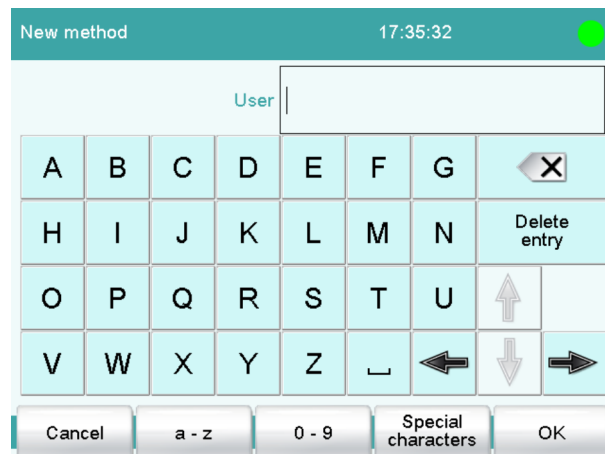 New method 17:35:32
User
A B C D E F G
H I J K L M N Delete entry
O P Q R S T U
V W X Y Z
Cancel a - z 0 - 9 Special characters OK